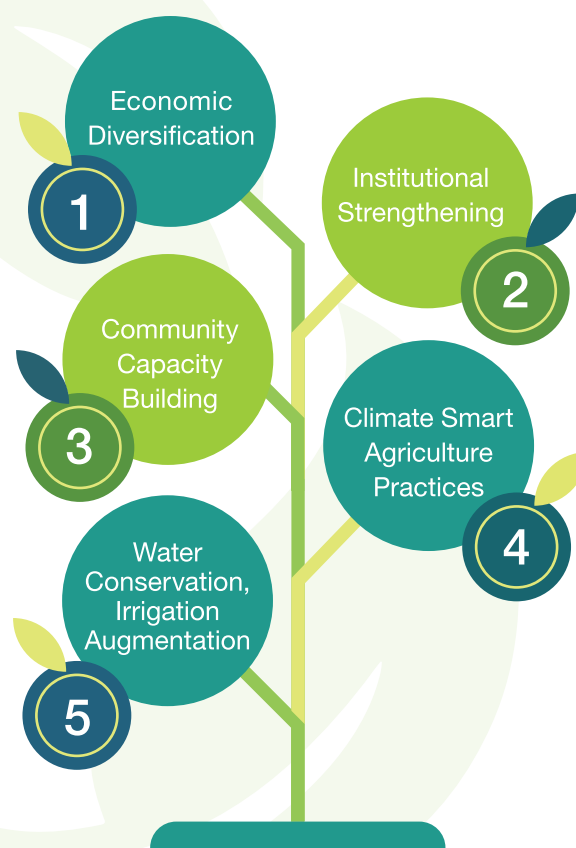 Economic
Diversification
1
Institutional
Strengthening
2
Community
Capacity
Building
3
Climate Smart
Agriculture
Practices
4
Water
Conservation,
Irrigation
Augmentation
5